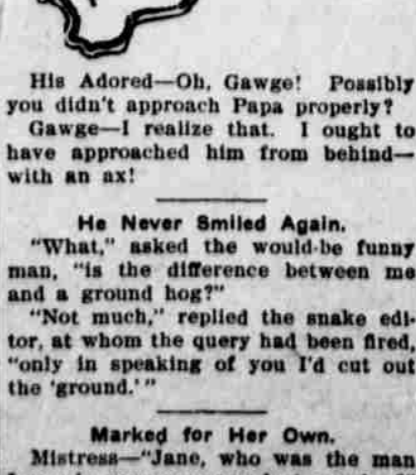 His Adored—Oh, Gawge! Possibly
you didn't approach Papa properly?
Gawge—I realize that. I ought to
have approached him from behind—
with an ax!
He Never Smiled Again.
"What," asked the would-be funny
man, "is the difference between me
and a ground hog?"
"Not much," replied the snake edi-
tor, at whom the query had been fired,
"only in speaking of you I'd cut out
the 'ground.'"
Marked for Her Own.
Mistress—"Jane, who was the man